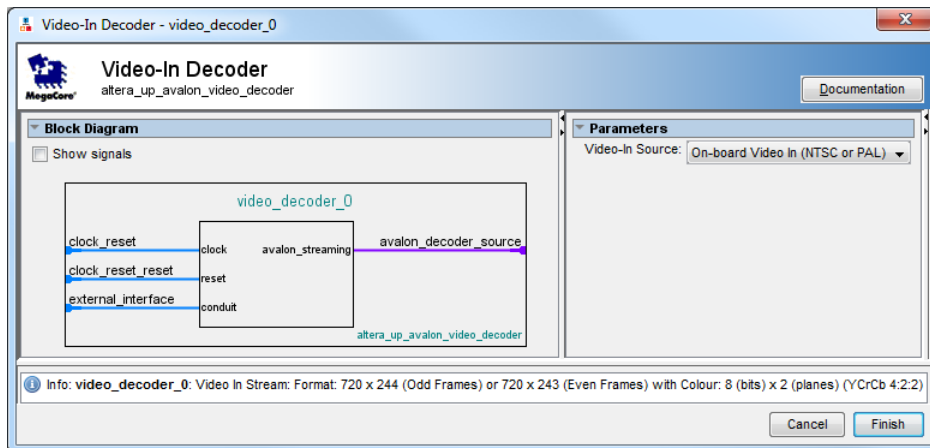 Video-In Decoder - video_decoder_0
Video-In Decoder
altera_up_avalon_video_decoder
MegaCore'
Documentation
Block Diagram
Show signals
video_decoder_0
clock_reset
clock
avalon_streaming
avalon_decoder_source
clock_reset_reset
reset
external_interface
conduit
altera_up_avalon_video_decoder
Parameters
Video-In Source: On-board Video In (NTSC or PAL)
Info: video_decoder_0: Video In Stream: Format: 720 x 244 (Odd Frames) or 720 x 243 (Even Frames) with Colour: 8 (bits) x 2 (planes) (YCrCb 4:2:2)
Cancel
Finish